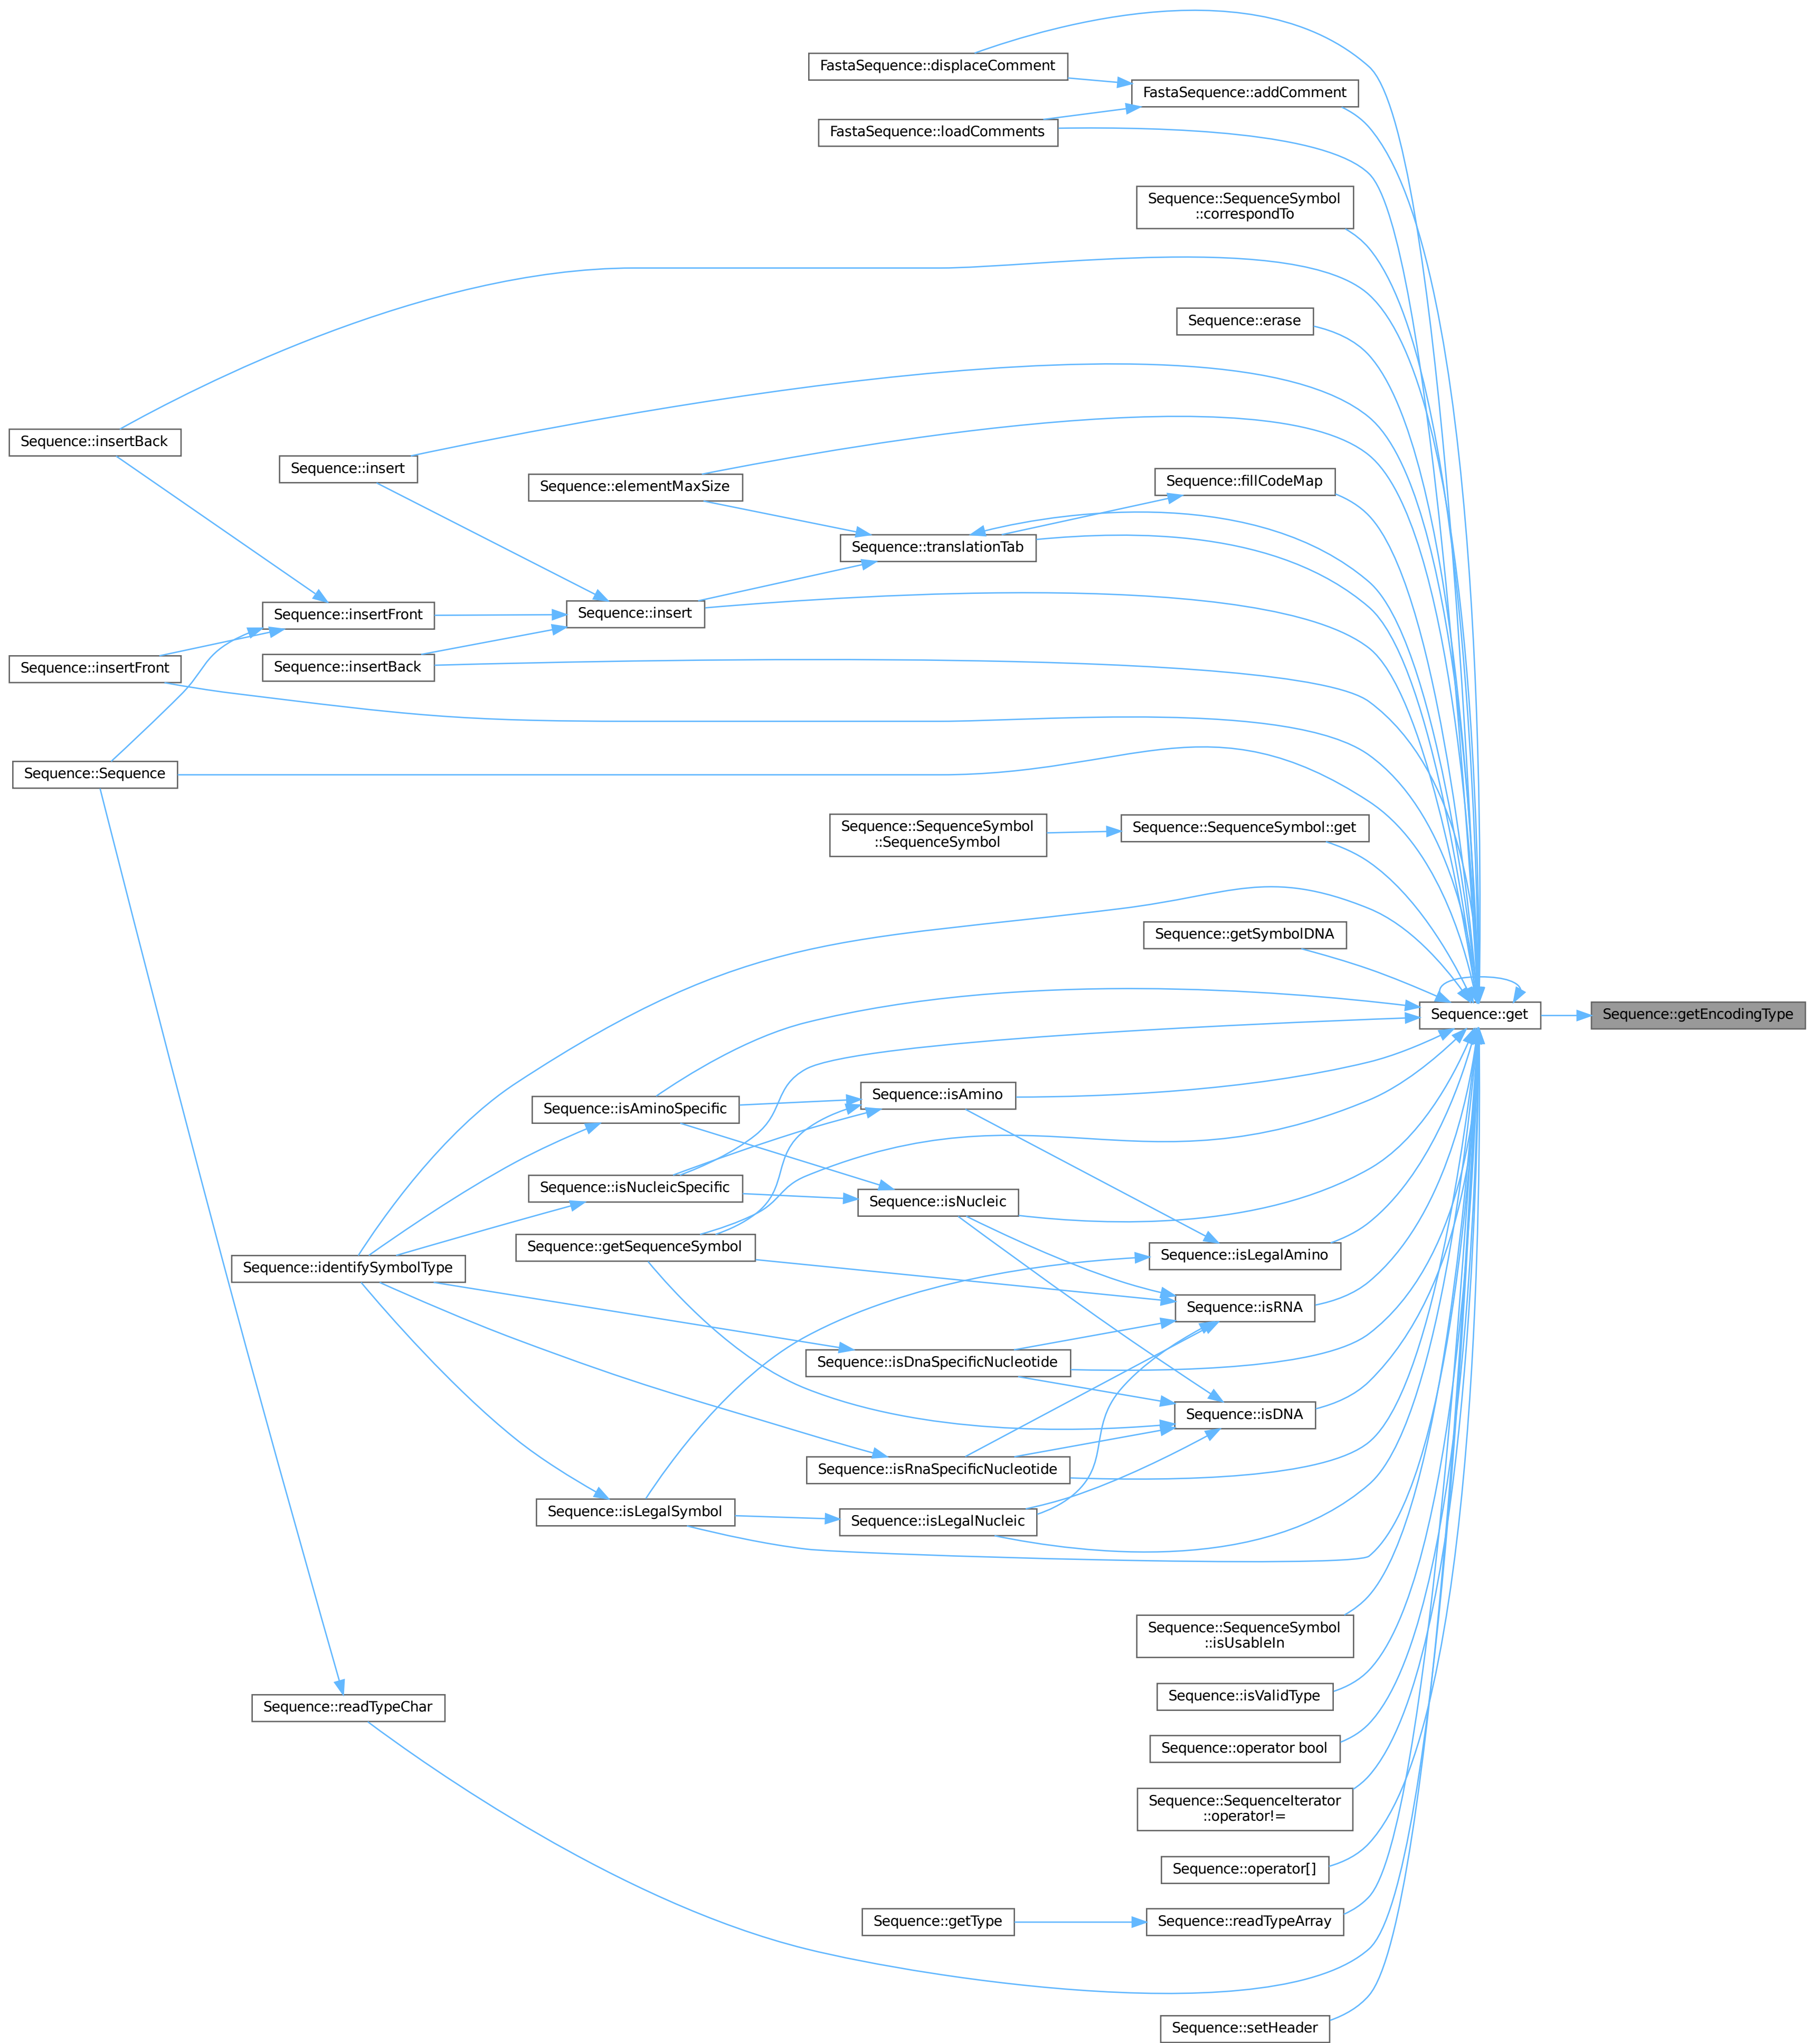 FastaSequence::displaceComment
FastaSequence::addComment
FastaSequence::loadComments
Sequence::SequenceSymbol
::correspondTo
Sequence::erase
Sequence::insertBack
Sequence::insert
Sequence::elementMaxSize
Sequence::fillCodeMap
Sequence::translationTab
Sequence::insertFront
Sequence::insert
Sequence::insertFront
Sequence::insertBack
Sequence::Sequence
Sequence::SequenceSymbol
::SequenceSymbol
Sequence::SequenceSymbol::get
Sequence::getSymbolDNA
Sequence::get
Sequence::getEncodingType
Sequence::isAmino
Sequence::isAminoSpecific
Sequence::isNucleicSpecific
Sequence::isNucleic
Sequence::getSequenceSymbol
Sequence::isLegalAmino
Sequence::identifySymbolType
Sequence::isRNA
Sequence::isDnaSpecificNucleotide
Sequence::isDNA
Sequence::isRnaSpecificNucleotide
Sequence::isLegalSymbol
Sequence::isLegalNucleic
Sequence::SequenceSymbol
::isUsableIn
Sequence::isValidType
Sequence::readTypeChar
Sequence::operator bool
Sequence::SequenceIterator
::operator!=
Sequence::operator[]
Sequence::getType
Sequence::readTypeArray
Sequence::setHeader